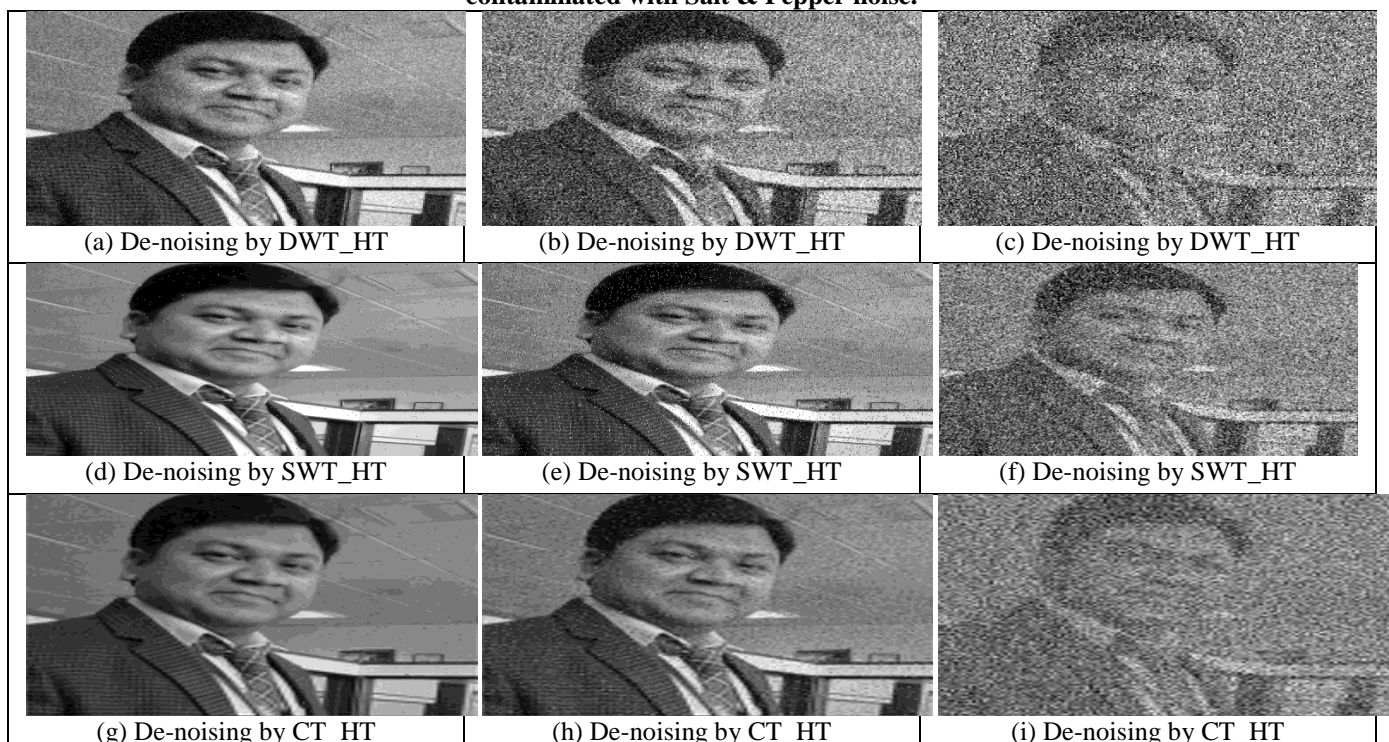 contaminated with Salt & Pepper noise.
(a) De-noising by DWT_HT
(b) De-noising by DWT_HT
(c) De-noising by DWT_HT
(d) De-noising by SWT_HT
(e) De-noising by SWT_HT
(f) De-noising by SWT_HT
(g) De-noising by CT_HT
(h) De-noising by CT_HT
(i) De-noising by CT_HT